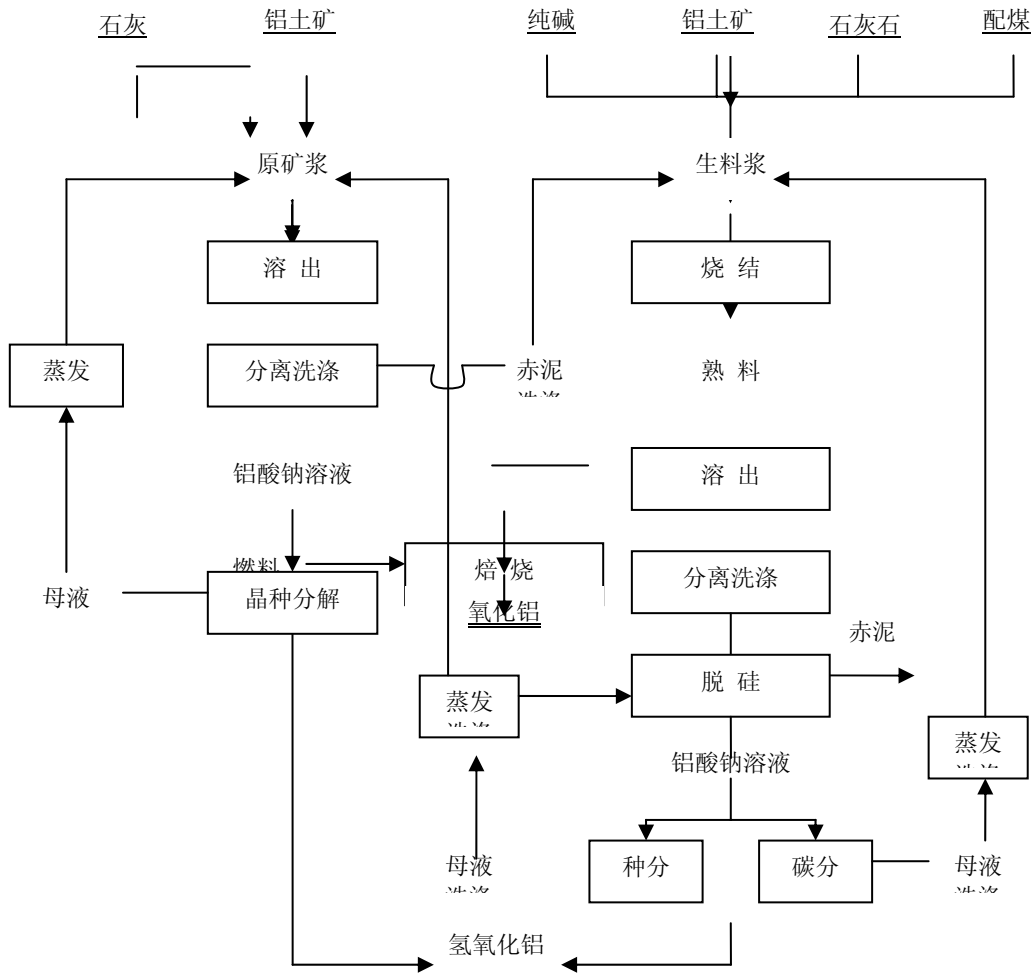 石灰
铝土矿
纯碱
铝土矿
石灰石
配煤
原矿浆
生料浆
溶 出
烧 结
蒸发
分离洗涤
赤泥
熟 料
铝酸钠溶液
溶 出
燃料
焙 烧
分离洗涤
母液
晶种分解
氧化铝
赤泥
脱 硅
蒸发
蒸发
铝酸钠溶液
母液
种分
碳分
母液
氢氧化铝